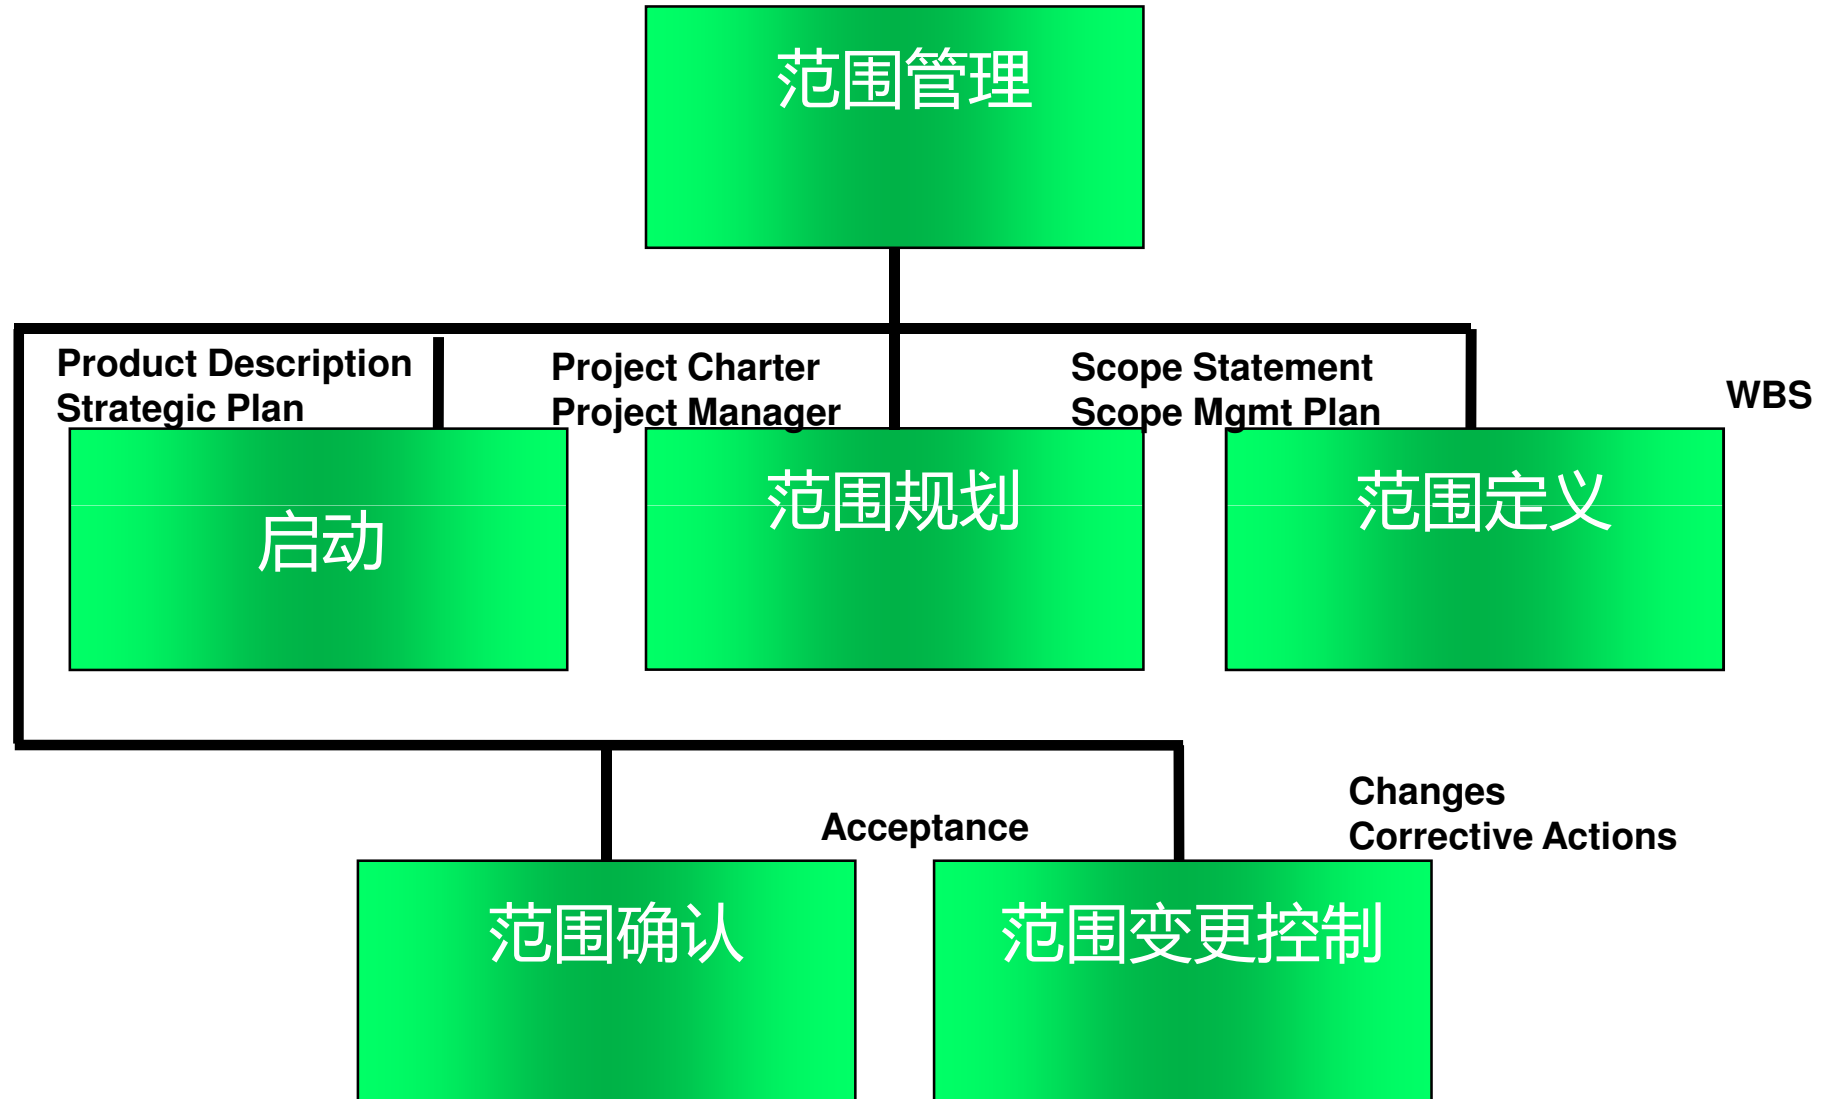 范围管理
Product Description
Strategic Plan
Project Charter
Project Manager
Scope Statement
Scope Mgmt Plan
WBS
启动
范围规划
范围定义
Acceptance
Changes
Corrective Actions
范围确认
范围变更控制